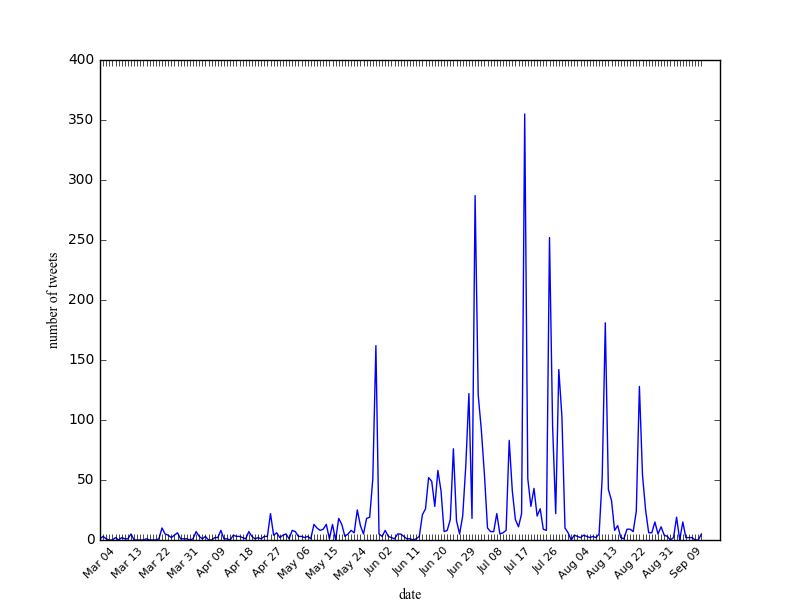 400
350
300
250
200
150
100
50
0
number of tweets
Mar 04
Mar 13
Mar 22
Mar 31
Apr 09
Apr 18
Apr 27
May 06
May 15
May 24
Jun 02
Jun 11
Jun 20
Jun 29
Jul 08
Jul 17
Jul 26
Aug 04
Aug 13
Aug 22
Aug 31
Sep 09
date